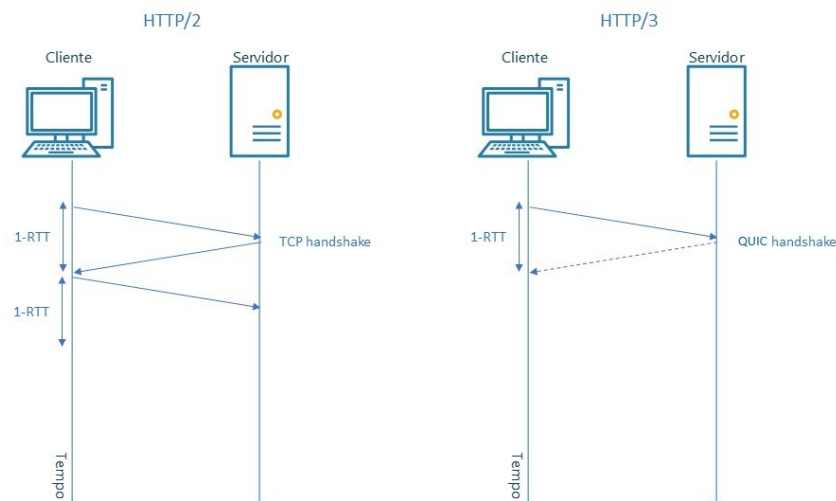 HTTP/2
Cliente
Servidor
1-RTT
TCP handshake
1-RTT
Tempo
HTTP/3
Cliente
Servidor
1-RTT
QUIC handshake
Tempo